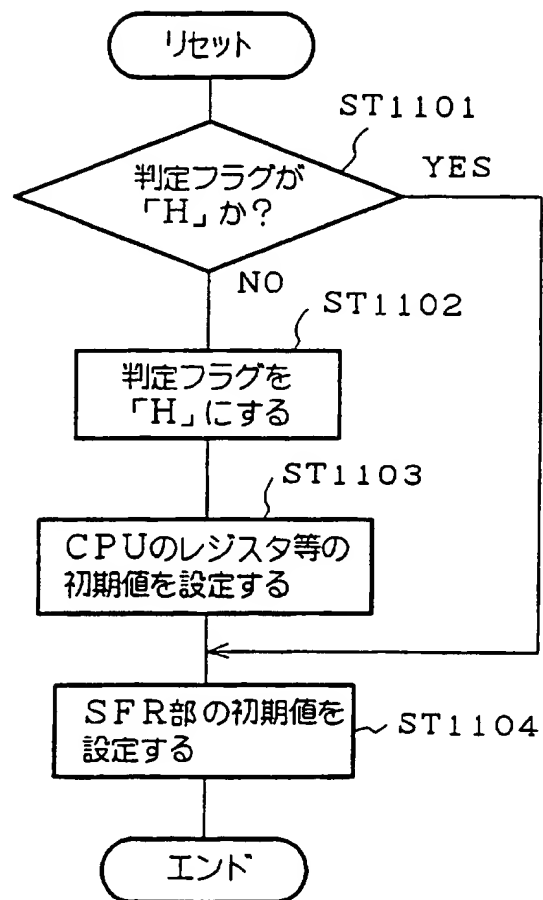 リセット
ST1101
判定フラグが
「H」か?
YES
NO
ST1102
判定フラグを
「H」にする
ST1103
CPUのレジスタ等の
初期値を設定する
SFR部の初期値を
設定する
ST1104
エンド